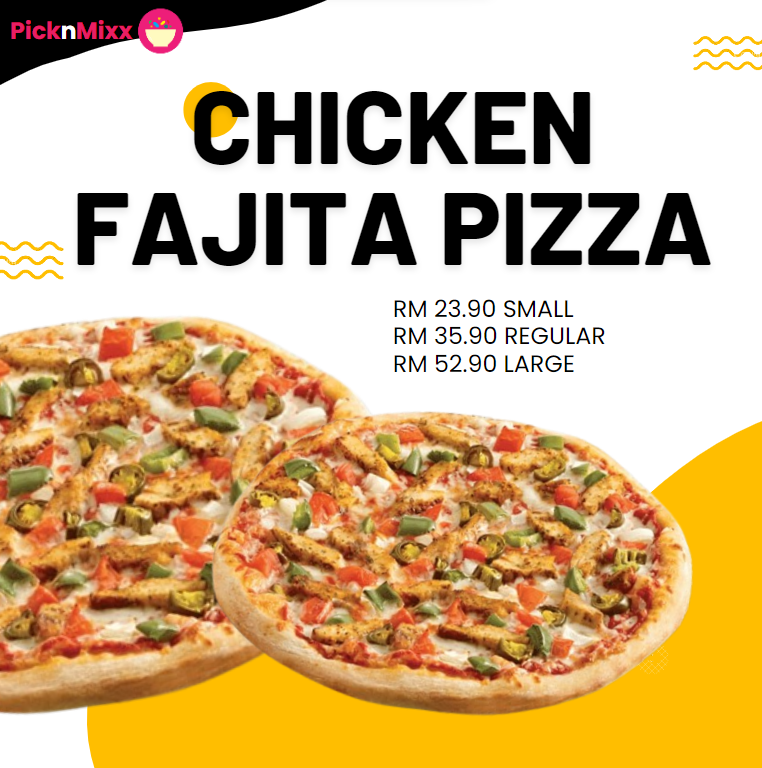 PicknMixx
CHICKEN
FAJITA PIZZA
RM 23.90 SMALL
RM 35.90 REGULAR
RM 52.90 LARGE